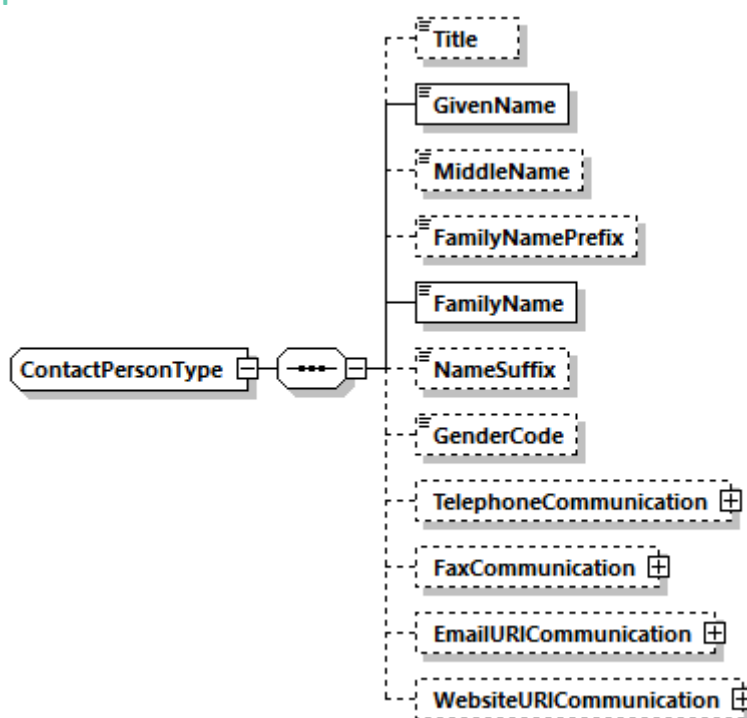 Title
GivenName
MiddleName
FamilyNamePrefix
FamilyName
ContactPersonType
NameSuffix
GenderCode
TelephoneCommunication
FaxCommunication
EmailURICommunication
WebsiteURICommunication